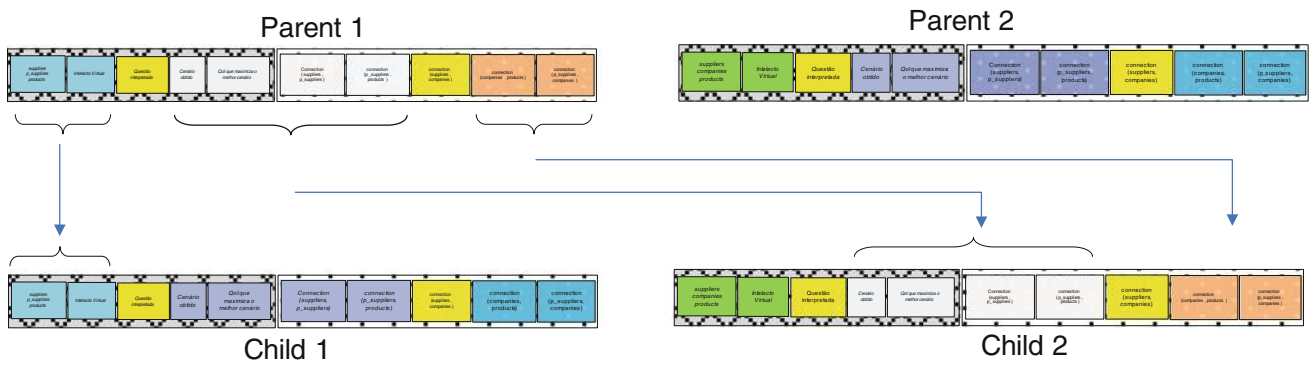 Parent 1
suppliers
p_suppliers
products
Intelecto Virtual
Questão
interpretada
Cenário
obtido
QoI que maximiza o
melhor cenário
Connection
(suppliers ,
p_suppliers )
connection
(p_suppliers ,
products )
connection
(suppliers ,
companies )
connection
(companies , products )
connection
(p_suppliers ,
companies )
Parent 2
suppliers
companies
products
Intelecto
Virtual
Questão
interpretada
Cenário
obtido
QoI que maximiza
o melhor cenário
Connection
(suppliers,
p_suppliers)
connection
(p_suppliers,
products)
connection
(suppliers,
companies)
connection
(companies,
products)
connection
(p_suppliers,
companies)
suppliers
p_suppliers
products
Intelecto Virtual
Questão
interpretada
Cenário
obtido
QoI que
maximiza o
melhor cenário
Connection
(suppliers,
p_suppliers)
connection
(p_suppliers,
products)
connection
(suppliers ,
companies )
connection
(companies,
products)
connection
(p_suppliers,
companies)
Child 1
suppliers
companies
products
Intelecto
Virtual
Questão
interpretada
Cenário
obtido
QoI que maximiza o
melhor cenário
Connection
(suppliers ,
p_suppliers )
connection
(p_suppliers ,
products )
connection
(suppliers,
companies)
connection
(companies , products )
connection
(p_suppliers ,
companies )
Child 2